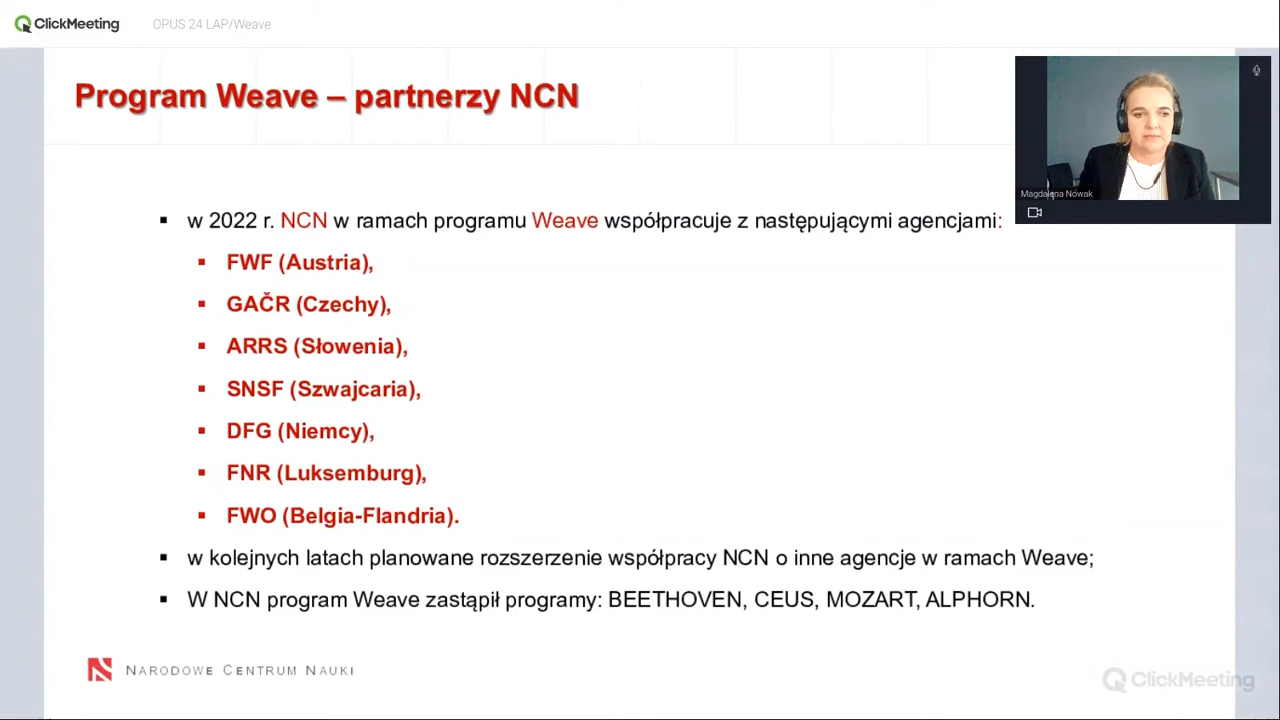 ClickMeeting
OPUS 24 LAP/Weave
Program Weave – partnerzy NCN
Magdalena Nowak
w 2022 r. NCN w ramach programu Weave współpracuje z następującymi agencjami:
FWF (Austria),
GAČR (Czechy),
ARRS (Słowenia),
SNSF (Szwajcaria),
DFG (Niemcy),
FNR (Luksemburg),
FWO (Belgia-Flandria).
w kolejnych latach planowane rozszerzenie współpracy NCN o inne agencje w ramach Weave;
W NCN program Weave zastąpił programy: BEETHOVEN, CEUS, MOZART, ALPHORN.
NARODOWE CENTRUM NAUKI
ClickMeeting